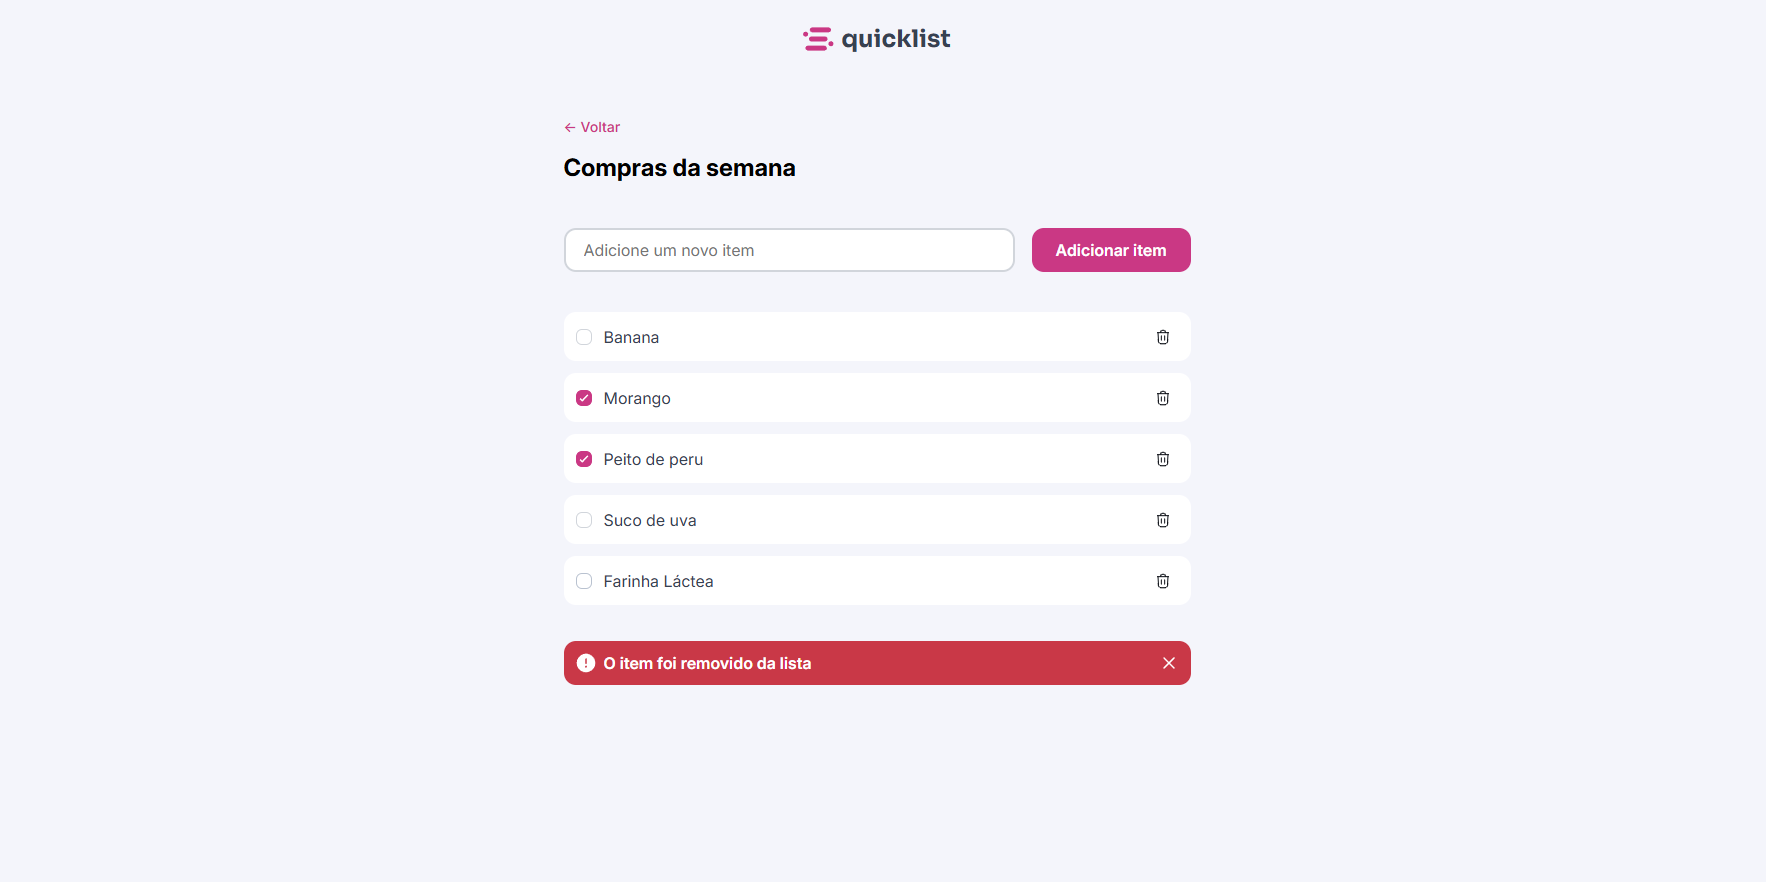 quicklist
← Voltar
Compras da semana
Adicione um novo item
Adicionar item
Banana
Morango
Peito de peru
Suco de uva
Farinha Láctea
O item foi removido da lista